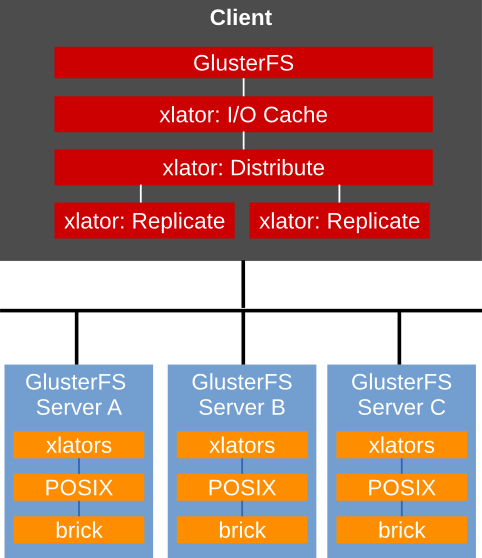 Client
GlusterFS
xlator: I/O Cache
xlator: Distribute
xlator: Replicate
xlator: Replicate
GlusterFS
Server A
xlators
POSIX
brick
GlusterFS
Server B
xlators
POSIX
brick
GlusterFS
Server C
xlators
POSIX
brick